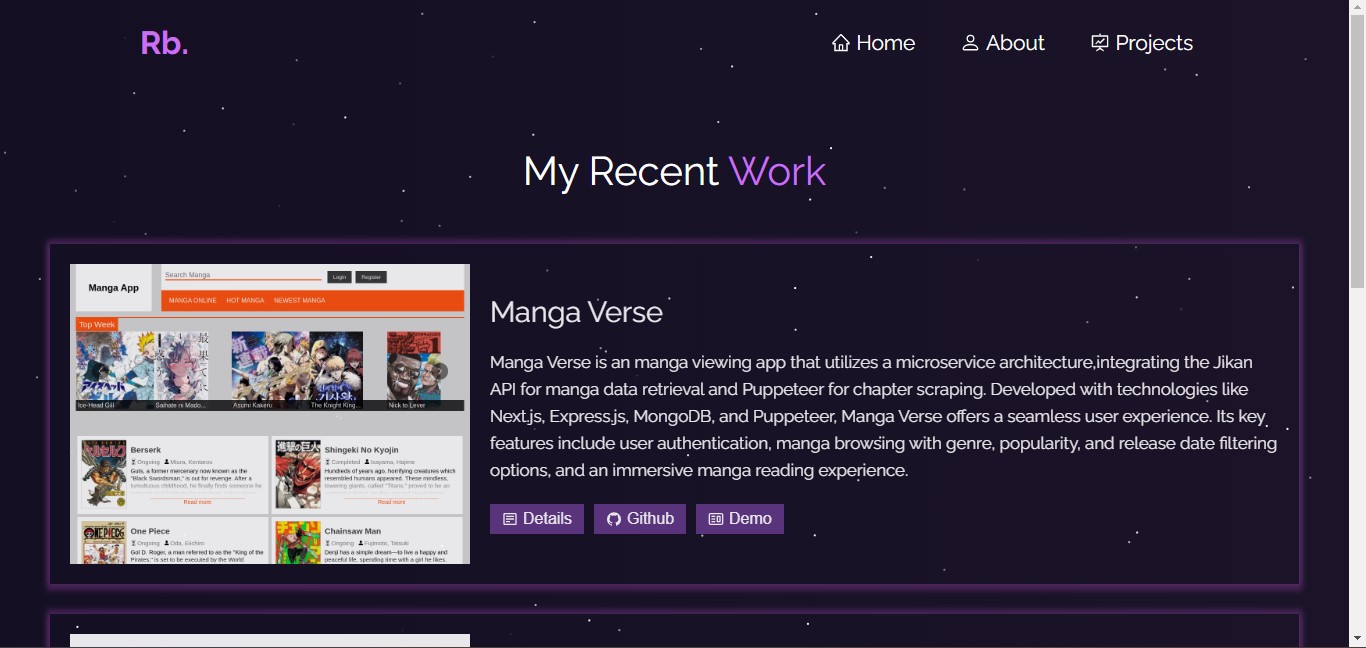 Rb.
Home
About
Projects
My Recent Work
Manga App
Search Manga
Login
Register
MANGA ONLINE
HOT MANGA
NEWEST MANGA
Top Week
最果てに
Ice-Head Gill
Saihate ni Mado...
Asumi Kakeru
The Knight King...
Nick to Lever
Berserk
Ongoing
Miura, Kentarou
Guts, a former mercenary now known as the
"Black Swordsman," is out for revenge. After a
tumultuous childhood, he finally finds someone he
Read more
Shingeki No Kyojin
Completed
Isayama, Hajime
Hundreds of years ago, horrifying creatures which
resembled humans appeared. These mindless,
towering giants, called "Titans," proved to be an
Read more
One Piece
Ongoing
Oda, Eiichiro
Gol D. Roger, a man referred to as the "King of the
Pirates," is set to be executed by the World
Chainsaw Man
Ongoing
Fujimoto, Tatsuki
Denji has a simple dream—to live a happy and
peaceful life, spending time with a girl he likes.
Manga Verse
Manga Verse is an manga viewing app that utilizes a microservice architecture,integrating the Jikan
API for manga data retrieval and Puppeteer for chapter scraping. Developed with technologies like
Next.js, Express.js, MongoDB, and Puppeteer, Manga Verse offers a seamless user experience. Its key
features include user authentication, manga browsing with genre, popularity, and release date filtering
options, and an immersive manga reading experience.
Details
Github
Demo